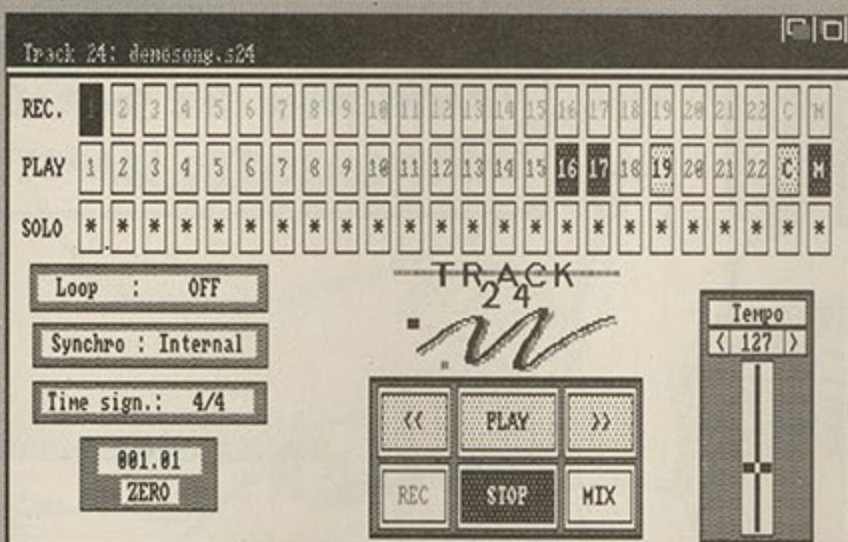 Track 24: demosong.s24
REC. 1 2 3 4 5 6 7 8 9 10 11 12 13 14 15 16 17 18 19 20 21 22 C M
PLAY 1 2 3 4 5 6 7 8 9 10 11 12 13 14 15 16 17 18 19 20 21 22 C M
SOLO * * * * * * * * * * * * * * * * * * * * * * * *
TRACK
24
Loop : OFF
Synchro : Internal
Time sign.: 4/4
001.01
ZERO
<< PLAY >>
REC STOP MIX
Tempo
< 127 >